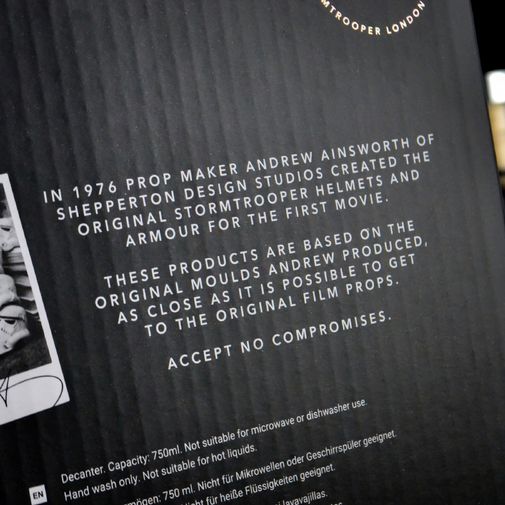 MTROOPER LONDON
IN 1976 PROP MAKER ANDREW AINSWORTH OF
SHEPPERTON DESIGN STUDIOS CREATED THE
ORIGINAL STORMTROOPER HELMETS AND
ARMOUR FOR THE FIRST MOVIE.
THESE PRODUCTS ARE BASED ON THE
ORIGINAL MOULDS ANDREW PRODUCED,
AS CLOSE AS IT IS POSSIBLE TO GET
TO THE ORIGINAL FILM PROPS.
ACCEPT NO COMPROMISES.
EN
Decanter. Capacity: 750ml. Not suitable for microwave or dishwasher use.
Hand wash only. Not suitable for hot liquids.
mögen: 750 ml. Nicht für Mikrowellen oder Geschirrspüler geeignet.
icht für heiße Flüssigkeiten geeignet.
lavavajillas.